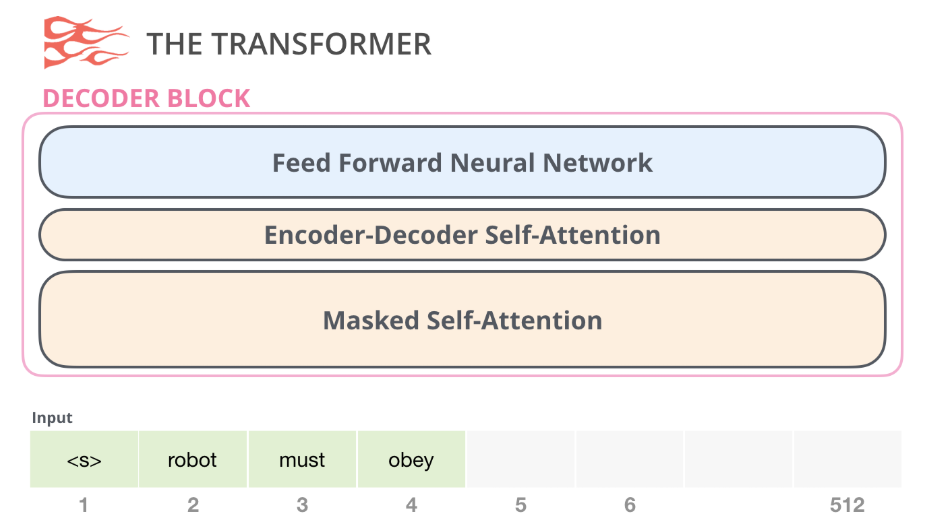 THE TRANSFORMER
DECODER BLOCK
Feed Forward Neural Network
Encoder-Decoder Self-Attention
Masked Self-Attention
Input
<s> robot must obey
1 2 3 4 5 6 512